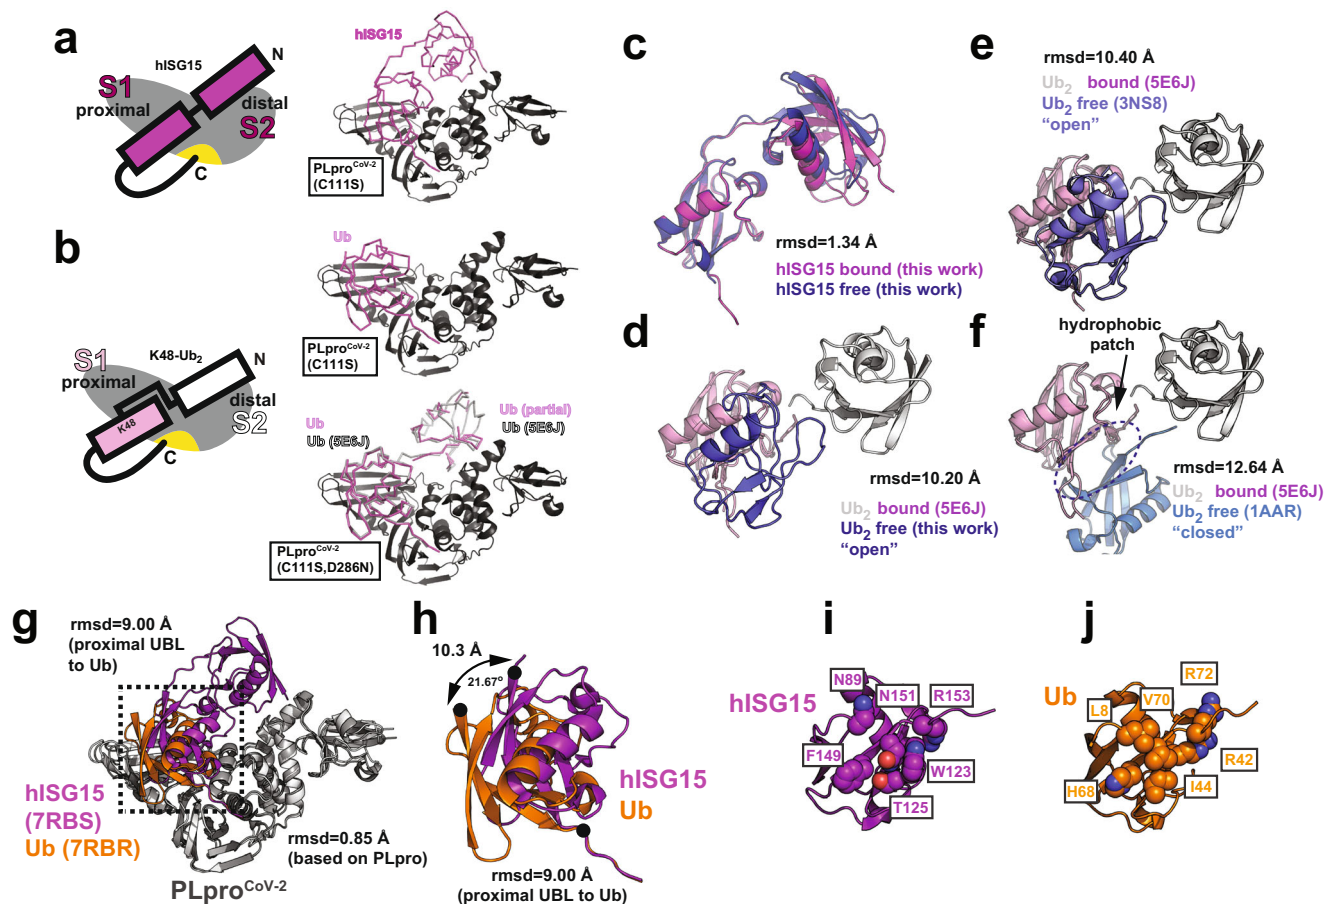 a
hISG15
N
S1
proximal
distal
S2
C
hISG15
PLpro^CoV-2
(C111S)
b
K48-Ub₂
N
S1
proximal
distal
S2
K48
C
Ub
PLpro^CoV-2
(C111S)
Ub
Ub (5E6J)
Ub (partial)
Ub (5E6J)
PLpro^CoV-2
(C111S,D286N)
c
rmsd=1.34 Å
hISG15 bound (this work)
hISG15 free (this work)
d
rmsd=10.20 Å
Ub₂ bound (5E6J)
Ub₂ free (this work)
“open”
e
rmsd=10.40 Å
Ub₂ bound (5E6J)
Ub₂ free (3NS8)
“open”
f
hydrophobic
patch
rmsd=12.64 Å
Ub₂ bound (5E6J)
Ub₂ free (1AAR)
“closed”
g
rmsd=9.00 Å
(proximal UBL
to Ub)
hISG15
(7RBS)
Ub (7RBR)
rmsd=0.85 Å
(based on PLpro)
PLpro^CoV-2
h
10.3 Å
21.67°
hISG15
Ub
rmsd=9.00 Å
(proximal UBL to Ub)
i
hISG15
N89
N151
R153
F149
W123
T125
j
Ub
R72
V70
L8
R42
I44
H68